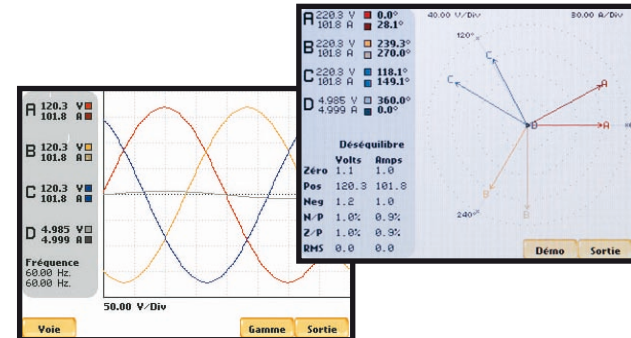 A 120.3 V
101.8 A
B 120.3 V
101.8 A
C 120.3 V
101.8 A
D 4.985 V
4.999 A
Fréquence
60.00 Hz.
60.00 Hz.
50.00 V/Div
Voie
Gamme Sortie
A 220.3 V 0.0°
101.8 A 28.1°
B 220.3 V 239.3°
101.8 A 270.0°
C 220.3 V 118.1°
101.8 A 149.1°
D 4.985 V 360.0°
4.999 A 0.0°
Déséquilibre
Volts Amps
Zéro 1.1 1.0
Pos 120.3 101.8
Neg 1.2 1.0
N/P 1.0% 0.9%
Z/P 1.0% 0.9%
RMS 0.0 0.0
40.00 V/Div 80.00 A/Div
120°
C
A
C
D
A
B
B
240°
Démo Sortie